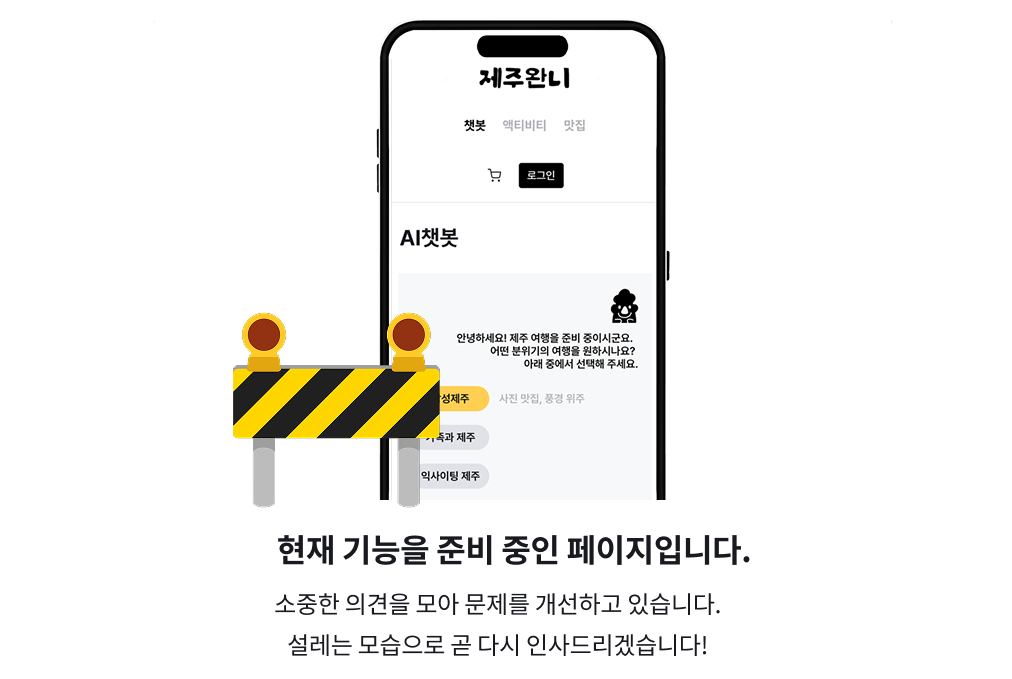 제주완니
챗봇 액티비티 맛집
로그인
AI챗봇
안녕하세요! 제주 여행을 준비 중이시군요.
어떤 분위기의 여행을 원하시나요?
아래 중에서 선택해 주세요.
성제주 사진 맛집, 풍경 위주
족과 제주
익사이팅 제주
현재 기능을 준비 중인 페이지입니다.
소중한 의견을 모아 문제를 개선하고 있습니다.
설레는 모습으로 곧 다시 인사드리겠습니다!